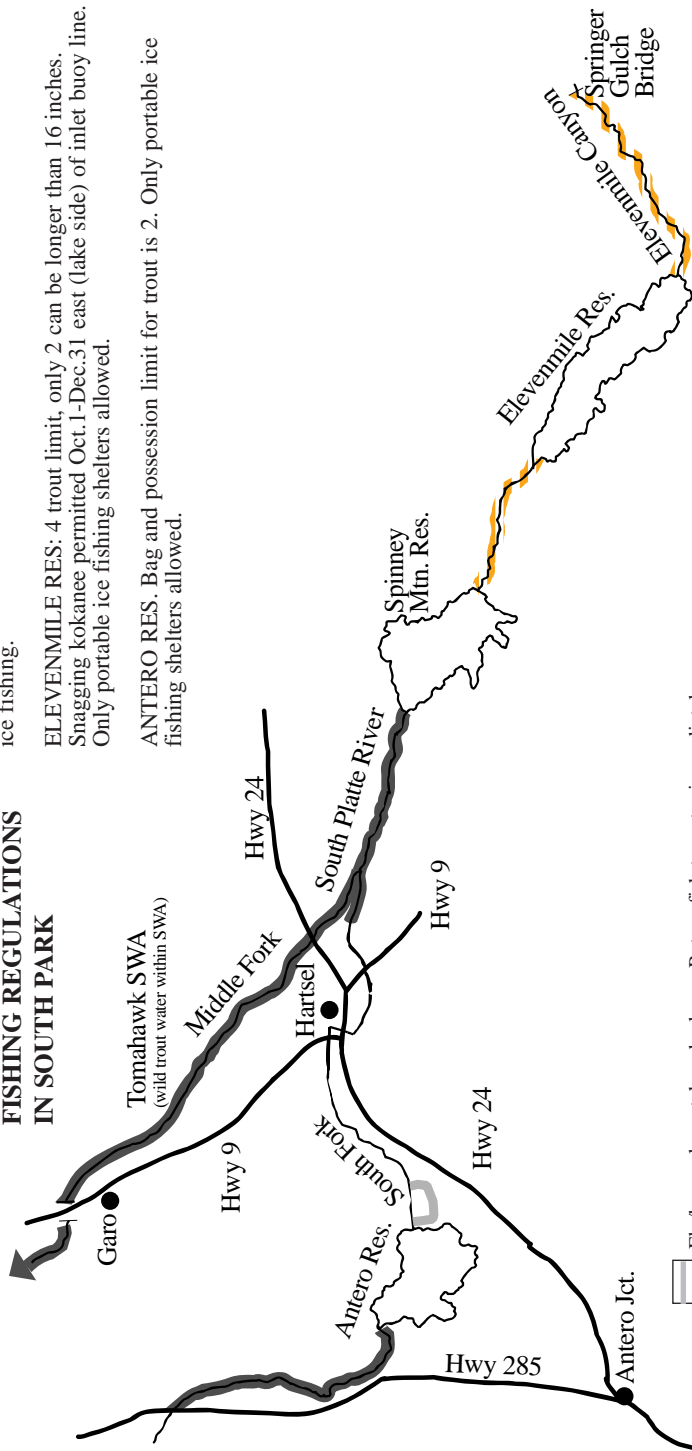 FISHING REGULATIONS
IN SOUTH PARK
ice fishing.
ELEVENMILE RES: 4 trout limit, only 2 can be longer than 16 inches.
Snagging kokanee permitted Oct.1-Dec.31 east (lake side) of inlet buoy line.
Only portable ice fishing shelters allowed.
ANTERO RES. Bag and possession limit for trout is 2. Only portable ice
fishing shelters allowed.
Garo
Tomahawk SWA
(wild trout water within SWA)
Middle Fork
Hwy 9
Hwy 24
Hartsel
South Platte River
Hwy 9
Spinney
Mtn. Res.
Elevenmile Res.
Elevenmile Canyon
Springer
Gulch
Bridge
South Fork
Antero Res.
Hwy 24
Hwy 285
Antero Jct.